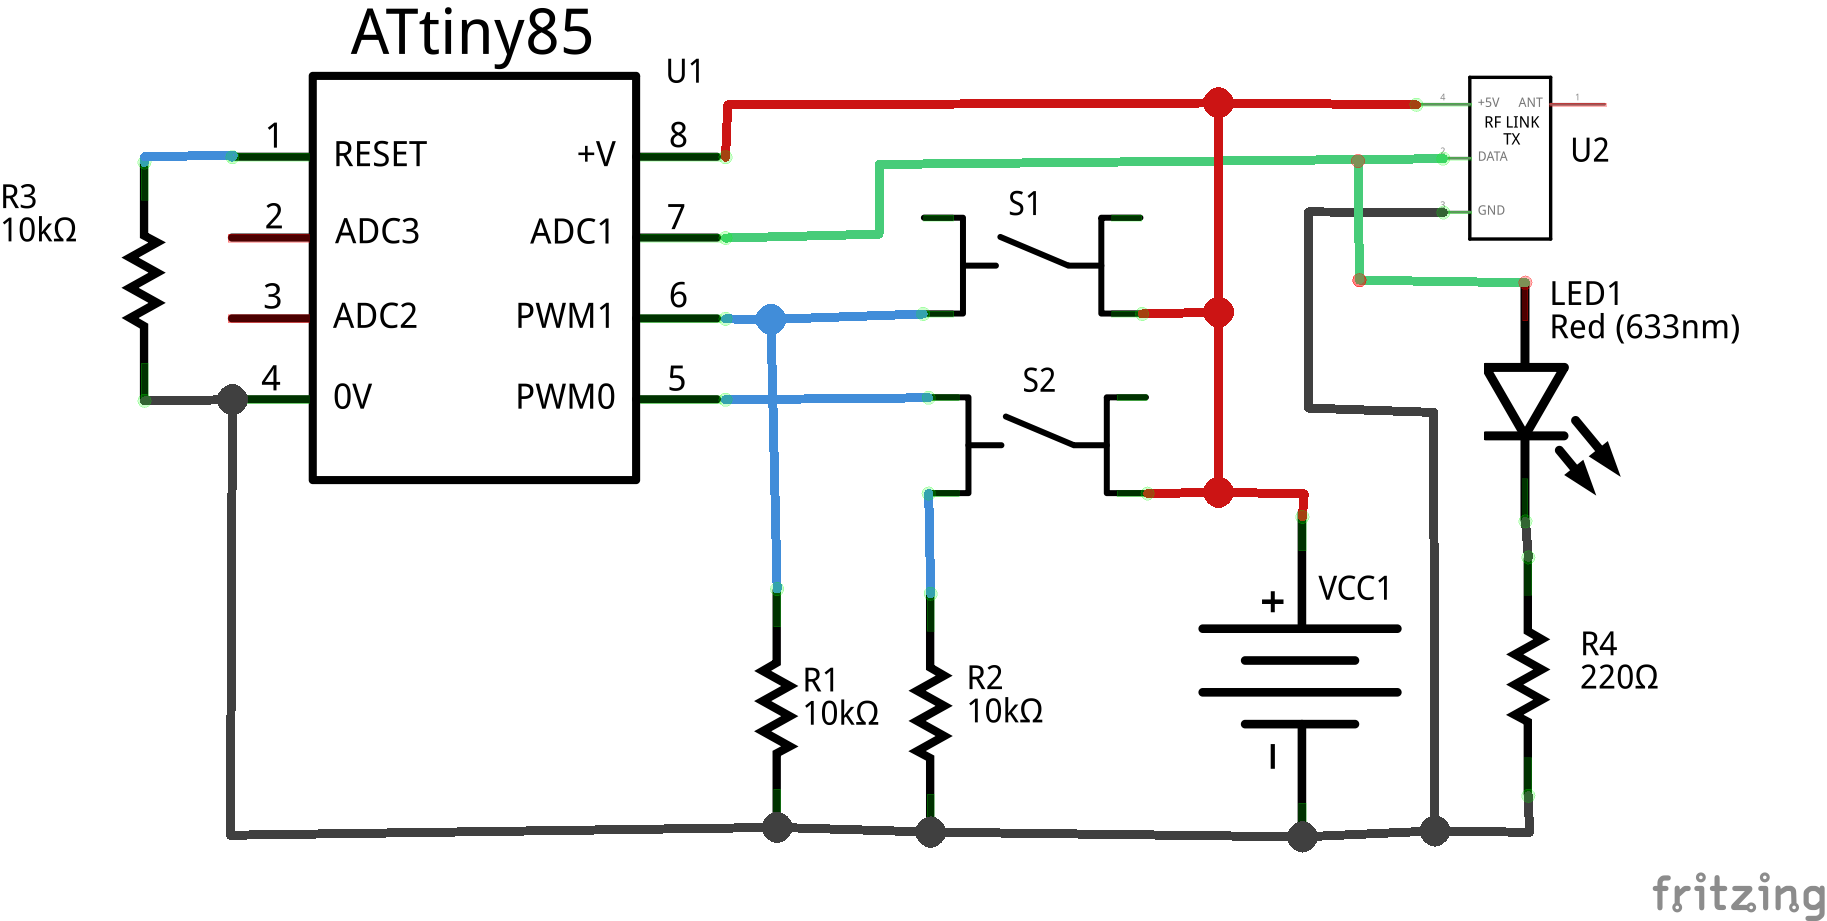 ATtiny85
U1
1
RESET
+V
8
2
ADC3
ADC1
7
3
ADC2
PWM1
6
4
0V
PWM0
5
R3
10kΩ
S1
S2
4
+5V
ANT
1
RF LINK
TX
2
DATA
3
GND
U2
LED1
Red (633nm)
+
VCC1
R1
10kΩ
R2
10kΩ
R4
220Ω
fritzing